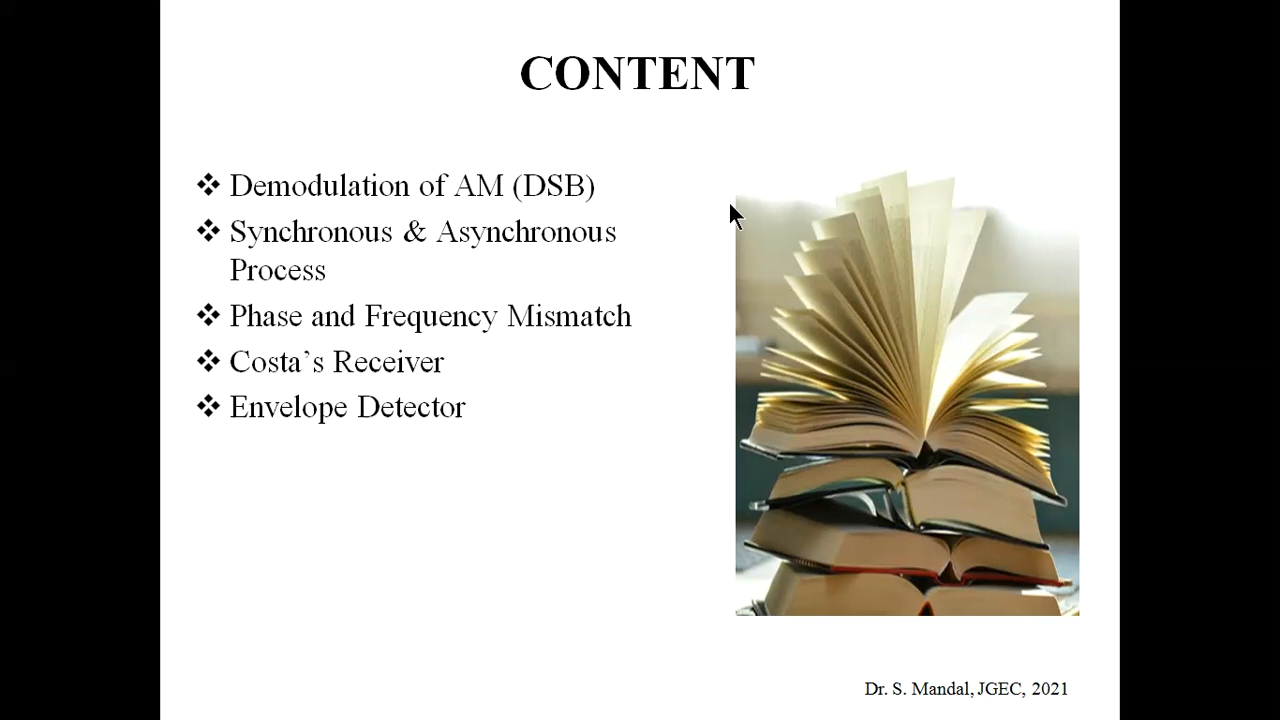 CONTENT
❖ Demodulation of AM (DSB)
❖ Synchronous & Asynchronous
Process
❖ Phase and Frequency Mismatch
❖ Costa’s Receiver
❖ Envelope Detector
Dr. S. Mandal, JGEC, 2021